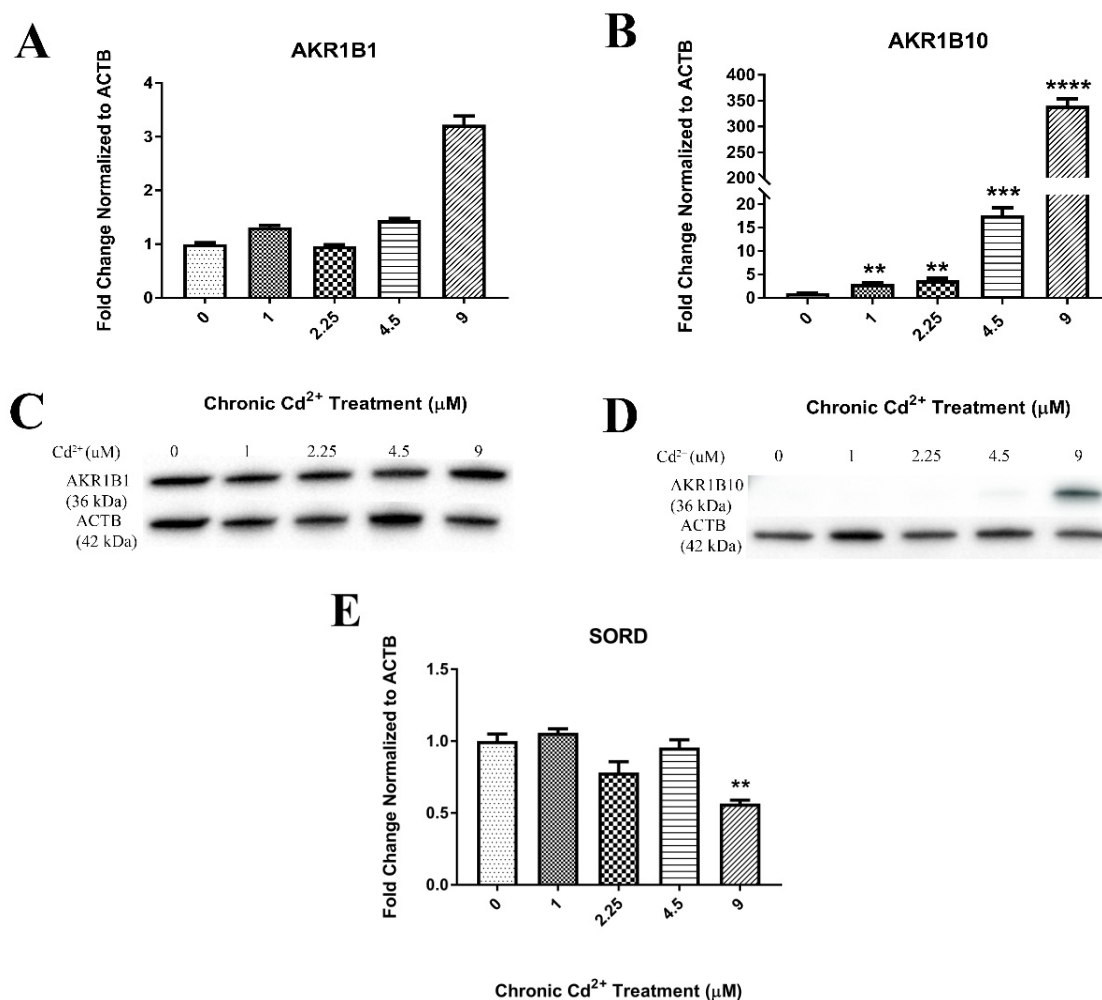 A
AKR1B1
Fold Change Normalized to ACTB
4
3
2
1
0
0
1
2.25
4.5
9
Chronic Cd²⁺ Treatment (μM)
B
AKR1B10
Fold Change Normalized to ACTB
400
350
300
250
200
20
15
10
5
0
**
**
***
****
0
1
2.25
4.5
9
Chronic Cd²⁺ Treatment (μM)
C
Cd²⁺(uM) 0 1 2.25 4.5 9
AKR1B1
(36 kDa)
ACTB
(42 kDa)
D
Cd²⁻(uM) 0 1 2.25 4.5 9
AKR1B10
(36 kDa)
ACTB
(42 kDa)
E
SORD
Fold Change Normalized to ACTB
1.5
1.0
0.5
0.0
**
0
1
2.25
4.5
9
Chronic Cd²⁺ Treatment (μM)